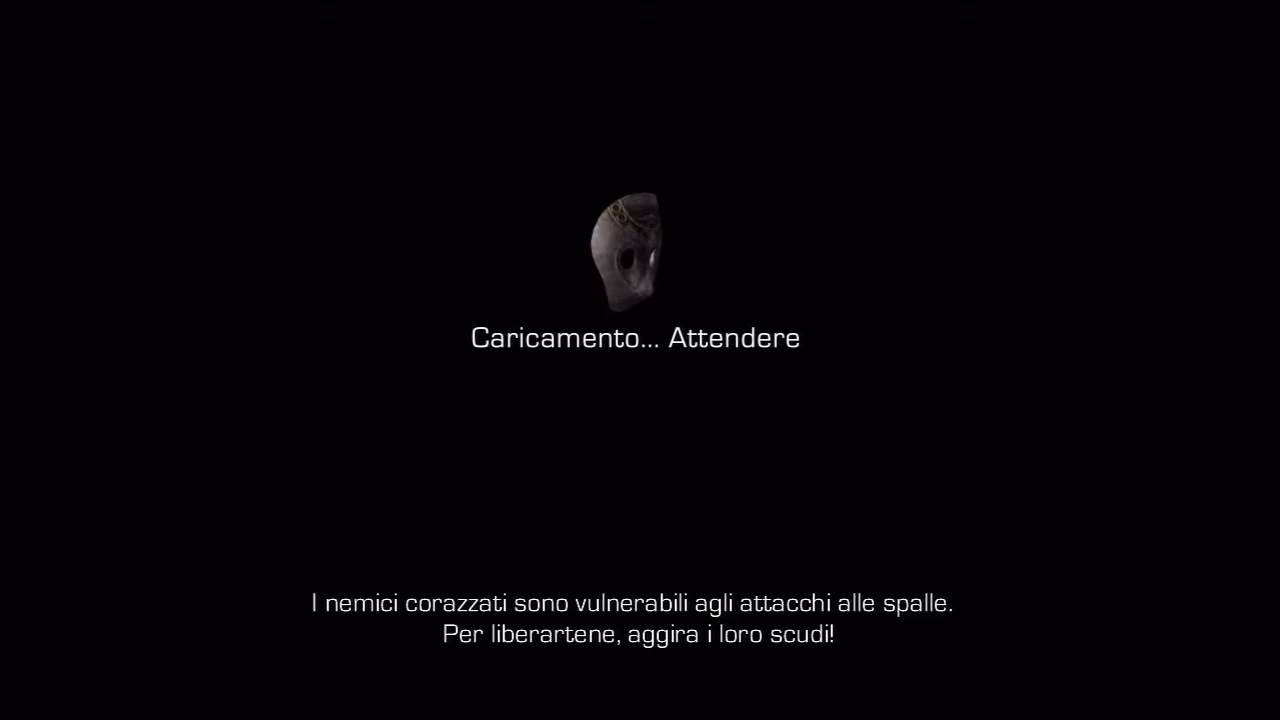 Caricamento... Attendere
I nemici corazzati sono vulnerabili agli attacchi alle spalle.
Per liberartene, aggira i loro scudi!